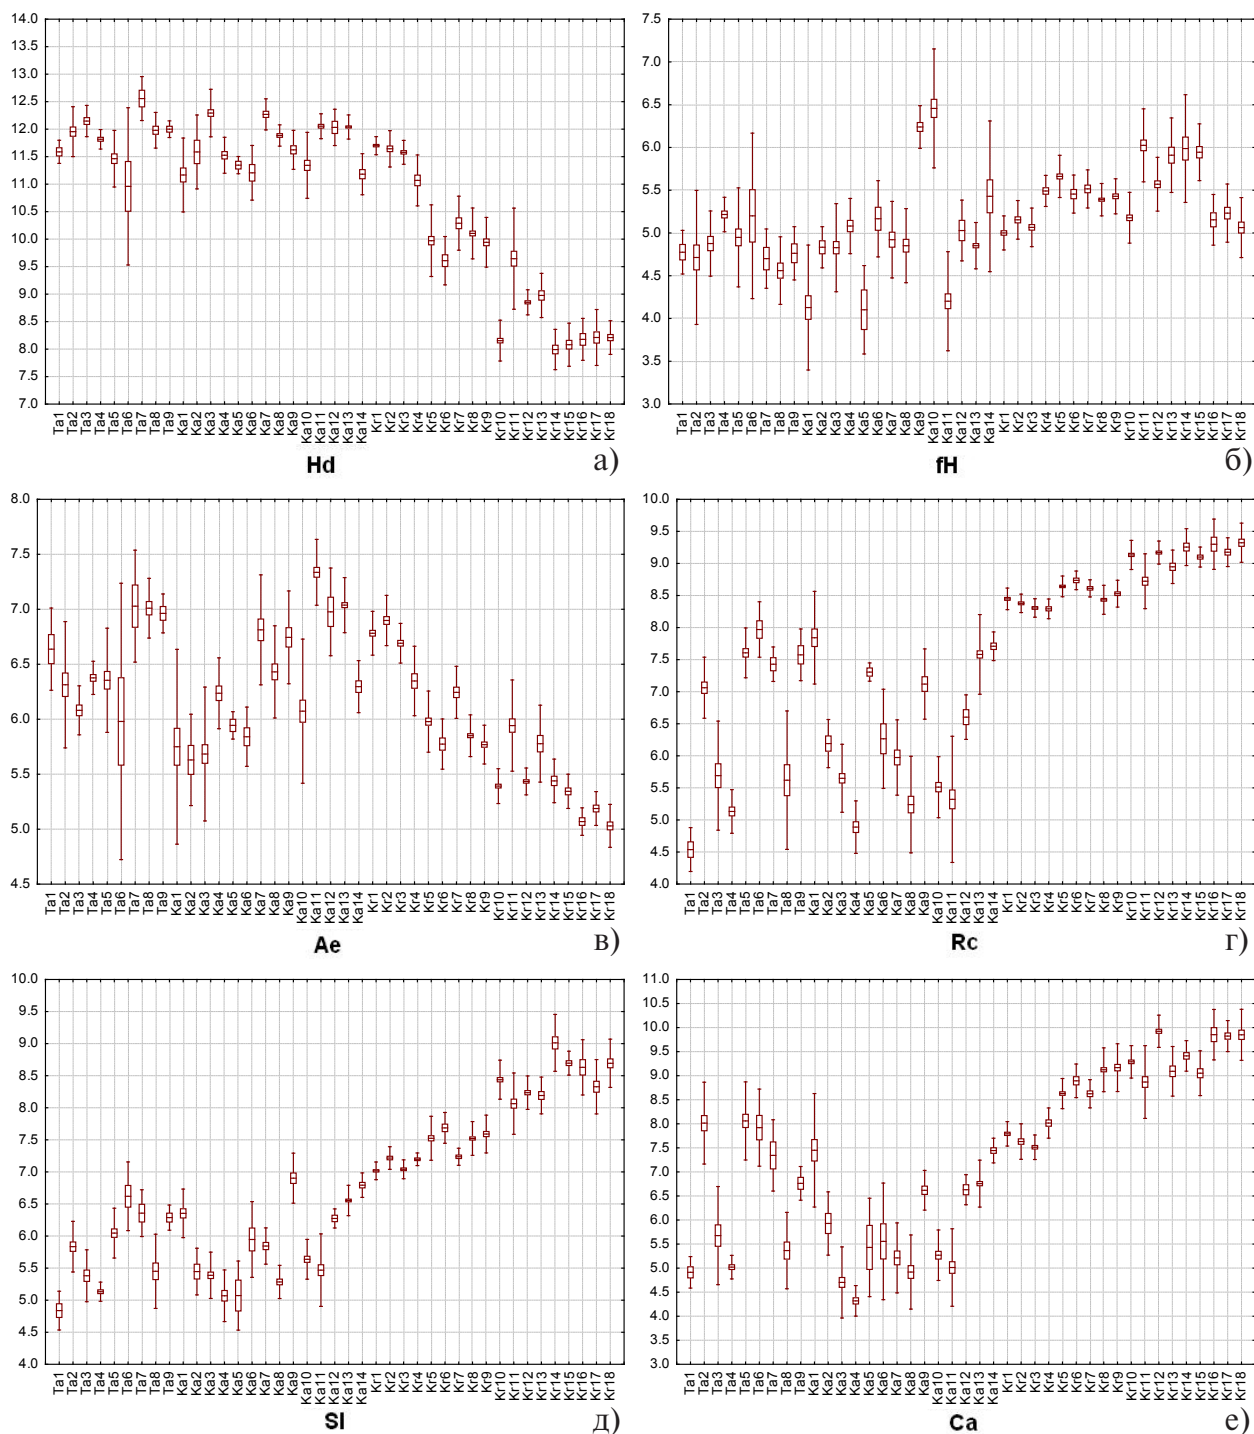 14.0
13.5
13.0
12.5
12.0
11.5
11.0
10.5
10.0
9.5
9.0
8.5
8.0
7.5
7.0
Ta1
Ta2
Ta3
Ta4
Ta5
Ta6
Ta7
Ta8
Ta9
Ka1
Ka2
Ka3
Ka4
Ka5
Ka6
Ka7
Ka8
Ka9
Ka10
Ka11
Ka12
Ka13
Ka14
Kr1
Kr2
Kr3
Kr4
Kr5
Kr6
Kr7
Kr8
Kr9
Kr10
Kr11
Kr12
Kr13
Kr14
Kr15
Kr16
Kr17
Kr18
Hd
а)
7.5
7.0
6.5
6.0
5.5
5.0
4.5
4.0
3.5
3.0
Ta1
Ta2
Ta3
Ta4
Ta5
Ta6
Ta7
Ta8
Ta9
Ka1
Ka2
Ka3
Ka4
Ka5
Ka6
Ka7
Ka8
Ka9
Ka10
Ka11
Ka12
Ka13
Ka14
Kr1
Kr2
Kr3
Kr4
Kr5
Kr6
Kr7
Kr8
Kr9
Kr10
Kr11
Kr12
Kr13
Kr14
Kr15
Kr16
Kr17
Kr18
fH
б)
8.0
7.5
7.0
6.5
6.0
5.5
5.0
4.5
Ta1
Ta2
Ta3
Ta4
Ta5
Ta6
Ta7
Ta8
Ta9
Ka1
Ka2
Ka3
Ka4
Ka5
Ka6
Ka7
Ka8
Ka9
Ka10
Ka11
Ka12
Ka13
Ka14
Kr1
Kr2
Kr3
Kr4
Kr5
Kr6
Kr7
Kr8
Kr9
Kr10
Kr11
Kr12
Kr13
Kr14
Kr15
Kr16
Kr17
Kr18
Ae
в)
10.0
9.5
9.0
8.5
8.0
7.5
7.0
6.5
6.0
5.5
5.0
4.5
4.0
Ta1
Ta2
Ta3
Ta4
Ta5
Ta6
Ta7
Ta8
Ta9
Ka1
Ka2
Ka3
Ka4
Ka5
Ka6
Ka7
Ka8
Ka9
Ka10
Ka11
Ka12
Ka13
Ka14
Kr1
Kr2
Kr3
Kr4
Kr5
Kr6
Kr7
Kr8
Kr9
Kr10
Kr11
Kr12
Kr13
Kr14
Kr15
Kr16
Kr17
Kr18
Rc
г)
10.0
9.5
9.0
8.5
8.0
7.5
7.0
6.5
6.0
5.5
5.0
4.5
4.0
Ta1
Ta2
Ta3
Ta4
Ta5
Ta6
Ta7
Ta8
Ta9
Ka1
Ka2
Ka3
Ka4
Ka5
Ka6
Ka7
Ka8
Ka9
Ka10
Ka11
Ka12
Ka13
Ka14
Kr1
Kr2
Kr3
Kr4
Kr5
Kr6
Kr7
Kr8
Kr9
Kr10
Kr11
Kr12
Kr13
Kr14
Kr15
Kr16
Kr17
Kr18
Sl
д)
11.0
10.5
10.0
9.5
9.0
8.5
8.0
7.5
7.0
6.5
6.0
5.5
5.0
4.5
4.0
3.5
3.0
Ta1
Ta2
Ta3
Ta4
Ta5
Ta6
Ta7
Ta8
Ta9
Ka1
Ka2
Ka3
Ka4
Ka5
Ka6
Ka7
Ka8
Ka9
Ka10
Ka11
Ka12
Ka13
Ka14
Kr1
Kr2
Kr3
Kr4
Kr5
Kr6
Kr7
Kr8
Kr9
Kr10
Kr11
Kr12
Kr13
Kr14
Kr15
Kr16
Kr17
Kr18
Ca
е)